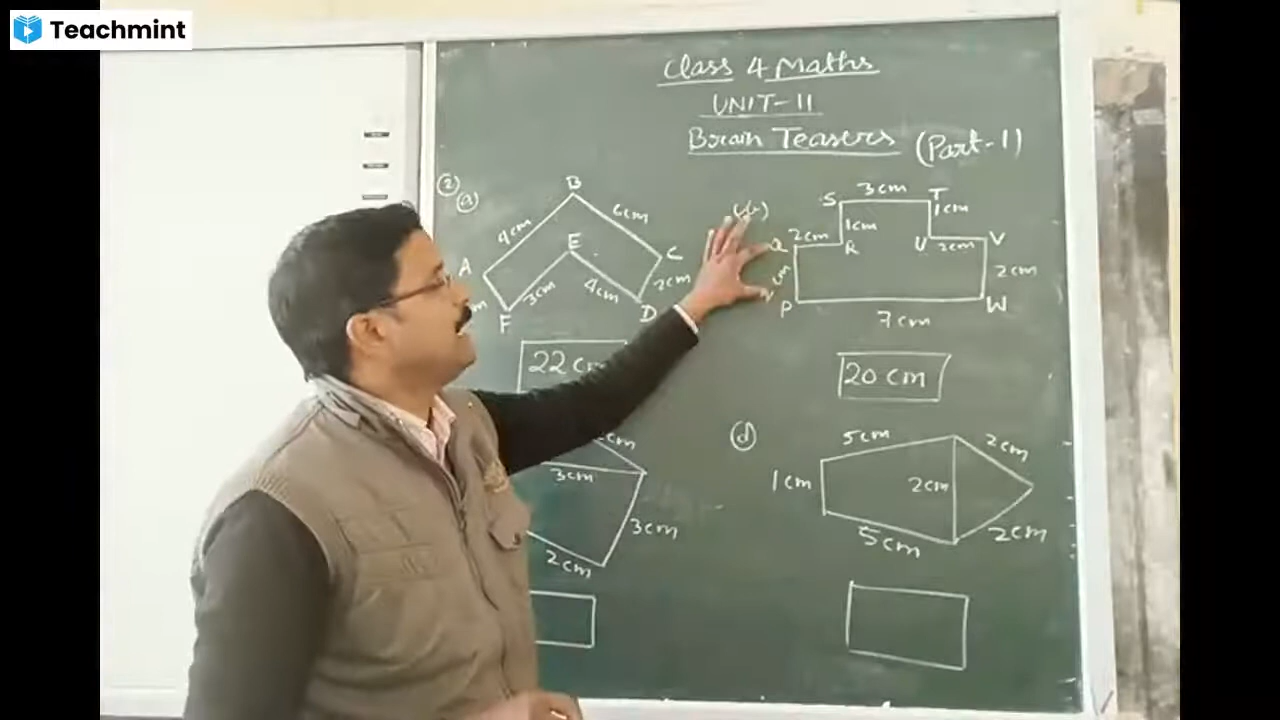 Teachmint
Class 4 Maths
UNIT-11
Brain Teasers (Part-1)
2
a
B
4cm
6cm
A
E
C
3cm
4cm
2cm
F
D
22 cm
S 3cm T
1cm 1cm
Q 2cm R U 2cm V
2cm
P W
7cm
20 cm
3cm
3cm
2cm
d
5cm 2cm
1cm 2cm
5cm 2cm